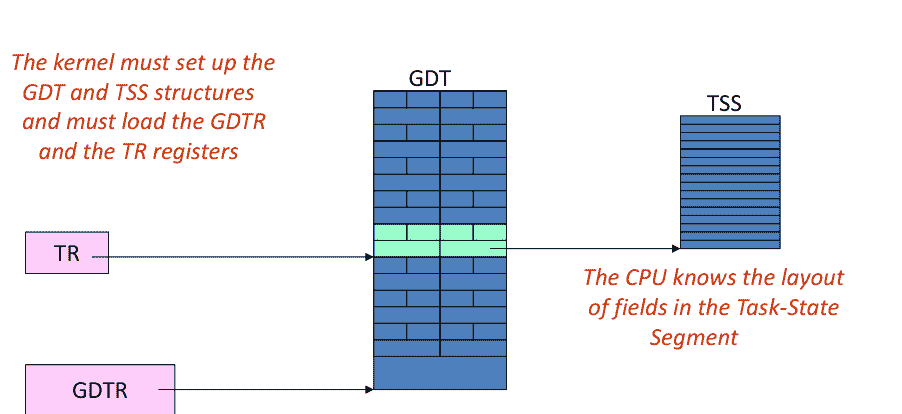 The kernel must set up the
GDT and TSS structures
and must load the GDTR
and the TR registers
GDT
TSS
TR
The CPU knows the layout
of fields in the Task-State
Segment
GDTR